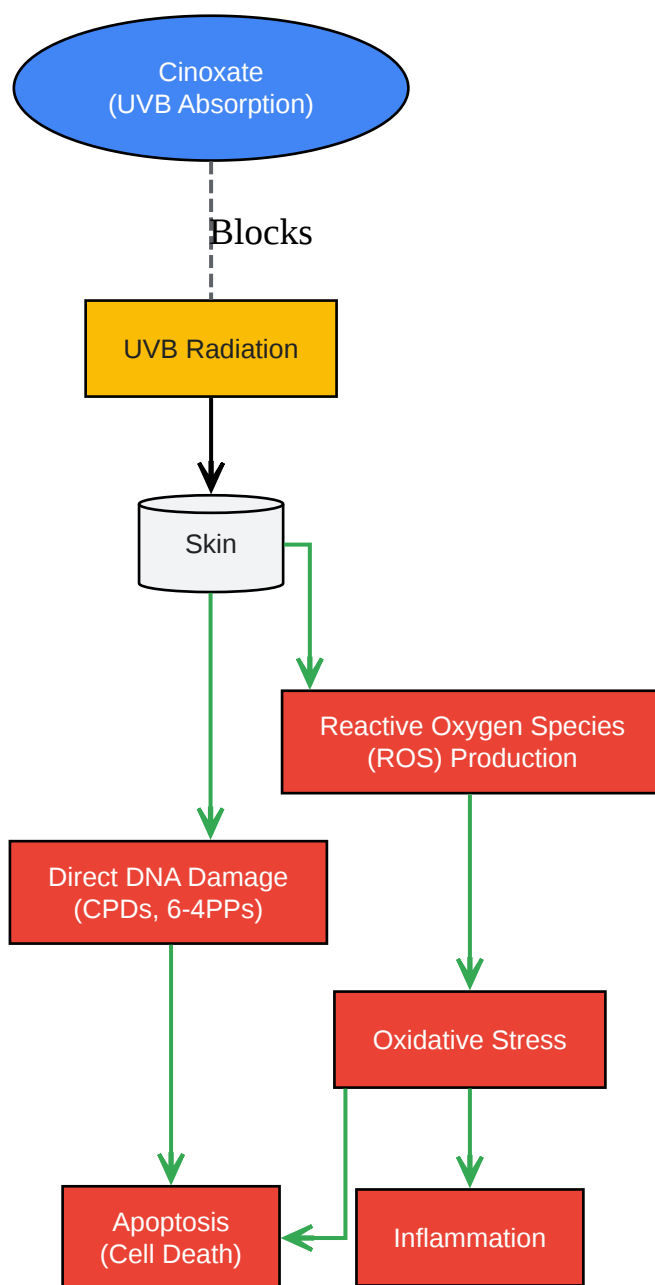 Cinoxate
(UVB Absorption)
Blocks
UVB Radiation
Skin
Reactive Oxygen Species
(ROS) Production
Direct DNA Damage
(CPDs, 6-4PPs)
Oxidative Stress
Apoptosis
(Cell Death)
Inflammation